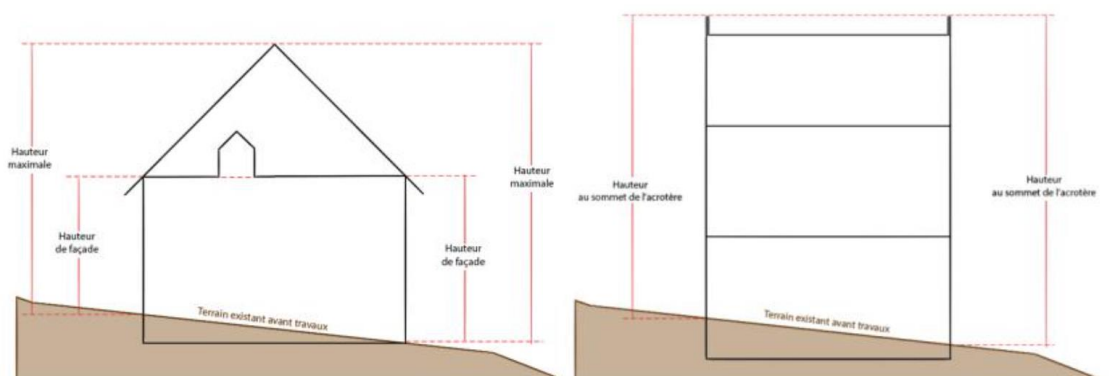 Hauteur
maximale
Hauteur
de façade
Terrain existant avant travaux
Hauteur
de façade
Hauteur
maximale
Hauteur
au sommet de l'acrotère
Terrain existant avant travaux
Hauteur
au sommet de l'acrotère